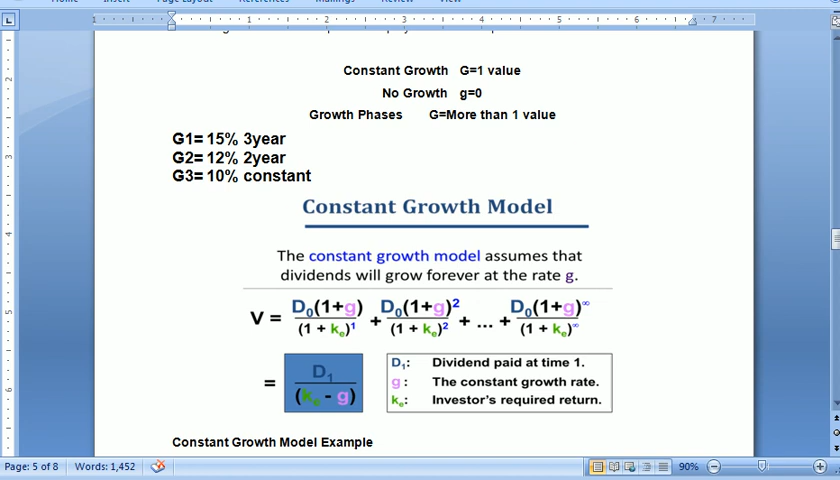 Constant Growth G=1 value
No Growth g=0
Growth Phases G=More than 1 value
G1= 15% 3year
G2= 12% 2year
G3= 10% constant
Constant Growth Model
The constant growth model assumes that
dividends will grow forever at the rate g.
V = D₀(1+g)/(1 + kₑ)¹ + D₀(1+g)²/(1 + kₑ)² + ... + D₀(1+g)^∞/(1 + kₑ)^∞
= D₁/(kₑ - g)
D₁: Dividend paid at time 1.
g : The constant growth rate.
kₑ: Investor's required return.
Constant Growth Model Example
Page: 5 of 8 Words: 1,452 90%